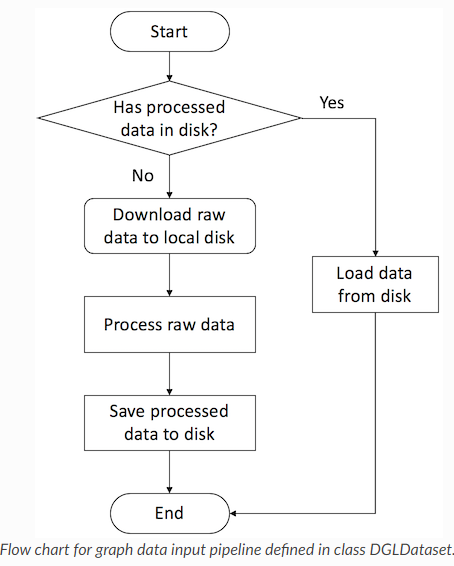 Start
Has processed
data in disk?
Yes
No
Download raw
data to local disk
Load data
from disk
Process raw data
Save processed
data to disk
End
Flow chart for graph data input pipeline defined in class DGLDataset.